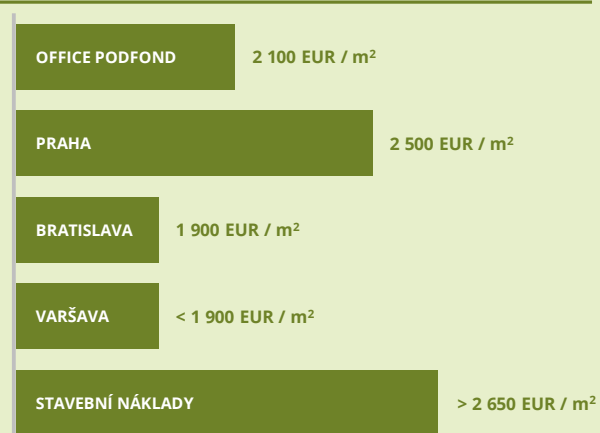 OFFICE PODFOND 2 100 EUR / m²
PRAHA 2 500 EUR / m²
BRATISLAVA 1 900 EUR / m²
VARŠAVA < 1 900 EUR / m²
STAVEBNÍ NÁKLADY > 2 650 EUR / m²